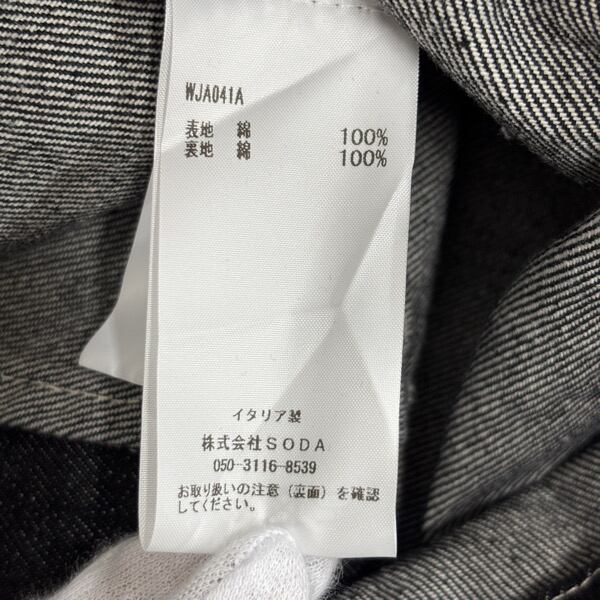 WJA041A
表地 綿 100%
裏地 綿 100%
イタリア製
株式会社SODA
050-3116-8539
お取り扱いの注意(裏面)を確認
してください。